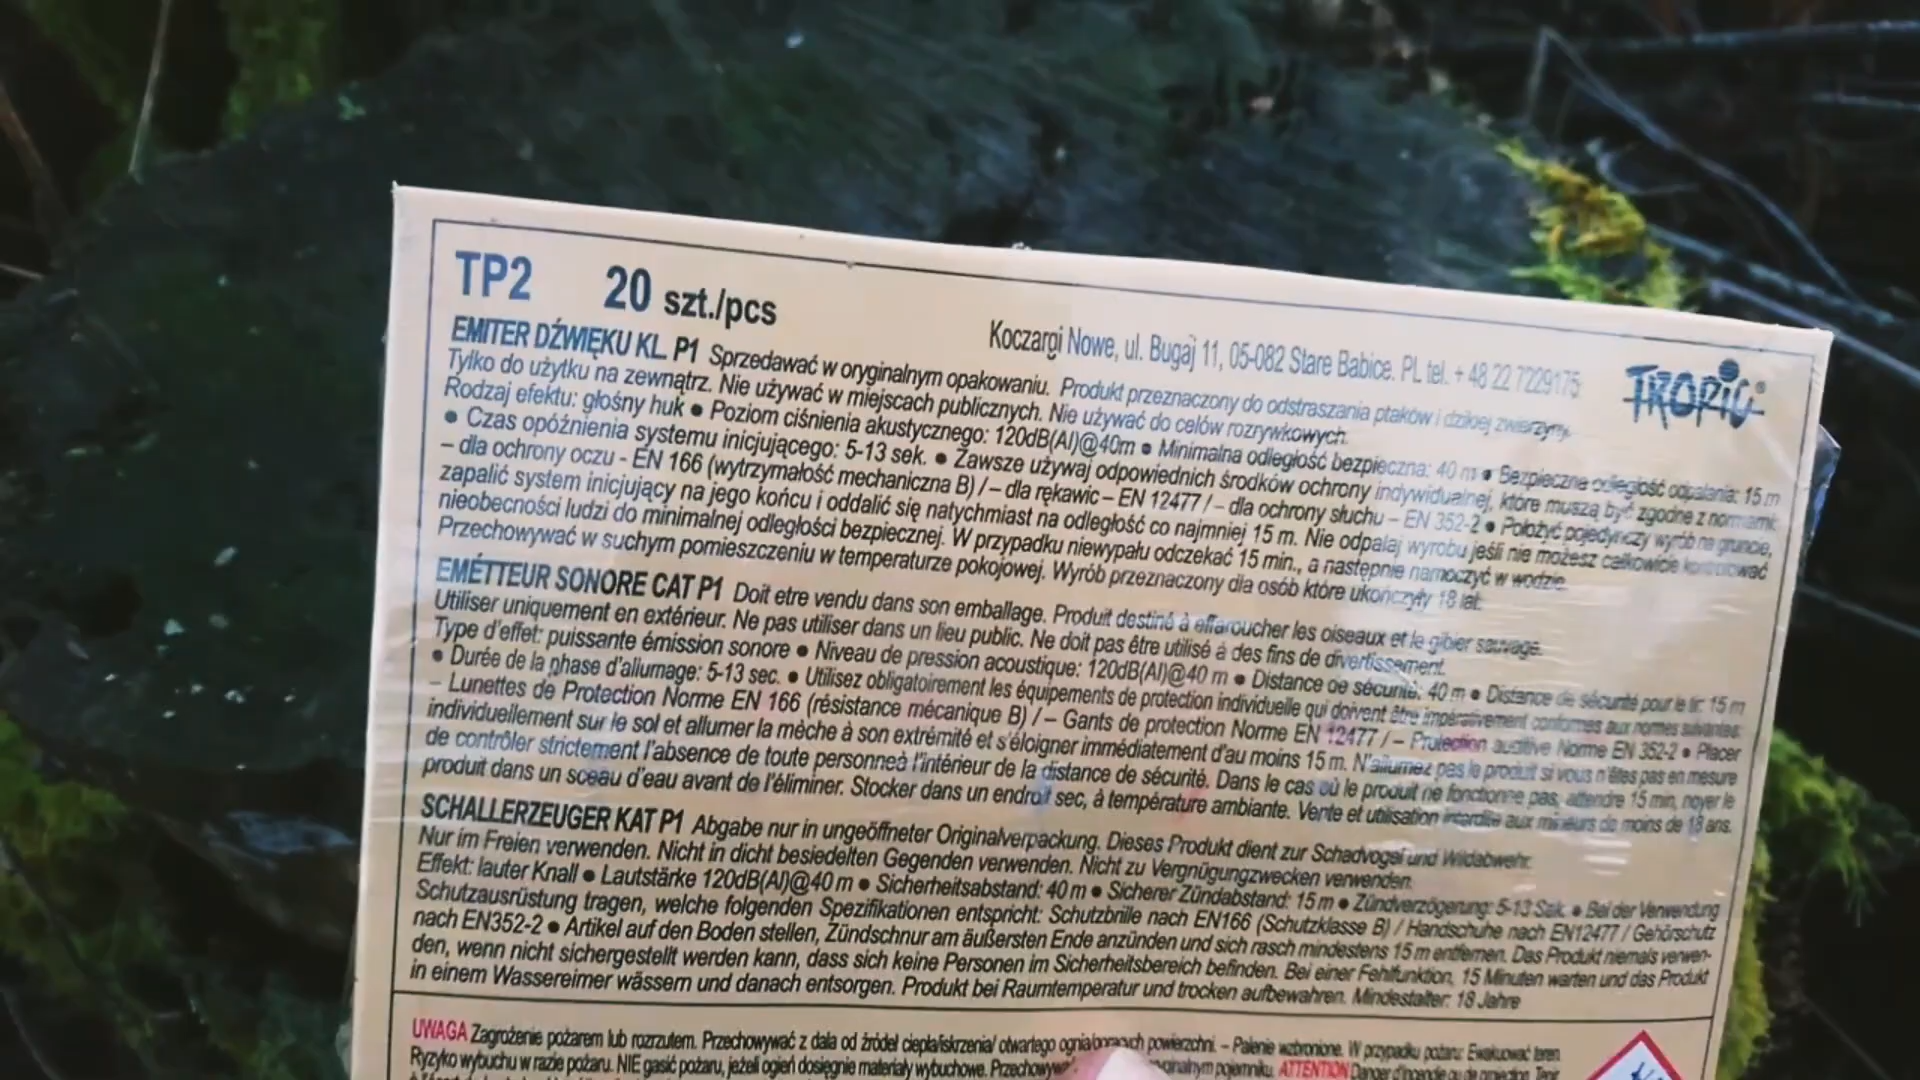 TP2 20 szt./pcs
Koczargi Nowe, ul. Bugaj 11, 05-082 Stare Babice. PL tel. + 48 22 7229175
TROPIC®
EMITER DŹWIĘKU KL. P1 Sprzedawać w oryginalnym opakowaniu. Produkt przeznaczony do odstraszania ptaków i dzikiej zwierzyny.
Tylko do użytku na zewnątrz. Nie używać w miejscach publicznych. Nie używać do celów rozrywkowych.
Rodzaj efektu: głośny huk ● Poziom ciśnienia akustycznego: 120dB(AI)@40m ● Minimalna odległość bezpieczna: 40 m ● Bezpieczna odległość odpalania: 15 m
● Czas opóźnienia systemu inicjującego: 5-13 sek. ● Zawsze używaj odpowiednich środków ochrony indywidualnej, które muszą być zgodne z normami:
– dla ochrony oczu - EN 166 (wytrzymałość mechaniczna B) / – dla rękawic – EN 12477 / – dla ochrony słuchu – EN 352-2 ● Położyć pojedynczy wyrób na gruncie,
zapalić system inicjujący na jego końcu i oddalić się natychmiast na odległość co najmniej 15 m. Nie odpalaj wyrobu jeśli nie możesz całkowicie kontrolować
nieobecności ludzi do minimalnej odległości bezpiecznej. W przypadku niewypału odczekać 15 min., a następnie namoczyć w wodzie.
Przechowywać w suchym pomieszczeniu w temperaturze pokojowej. Wyrób przeznaczony dla osób które ukończyły 18 lat.
EMÉTTEUR SONORE CAT P1 Doit etre vendu dans son emballage. Produit destiné à effaroucher les oiseaux et le gibier sauvage.
Utiliser uniquement en extérieur. Ne pas utiliser dans un lieu public. Ne doit pas être utilisé à des fins de divertissement.
Type d'effet: puissante émission sonore ● Niveau de pression acoustique: 120dB(AI)@40 m ● Distance de sécurité: 40 m ● Distance de sécurité pour le tir: 15 m
● Durée de la phase d'allumage: 5-13 sec. ● Utilisez obligatoirement les équipements de protection individuelle qui doivent être impérativement conformes aux normes suivantes:
– Lunettes de Protection Norme EN 166 (résistance mécanique B) / – Gants de protection Norme EN 12477 / – Protection auditive Norme EN 352-2 ● Placer
individuellement sur le sol et allumer la mèche à son extrémité et s'éloigner immédiatement d'au moins 15 m. N'allumez pas le produit si vous n'êtes pas en mesure
de contrôler strictement l'absence de toute personneà l'intérieur de la distance de sécurité. Dans le cas où le produit ne fonctionne pas, attendre 15 min, noyer le
produit dans un sceau d'eau avant de l'éliminer. Stocker dans un endroit sec, à température ambiante. Vente et utilisation interdite aux mineurs de moins de 18 ans.
SCHALLERZEUGER KAT P1 Abgabe nur in ungeöffneter Originalverpackung. Dieses Produkt dient zur Schadvogel und Wildabwehr.
Nur im Freien verwenden. Nicht in dicht besiedelten Gegenden verwenden. Nicht zu Vergnügungzwecken verwenden.
Effekt: lauter Knall ● Lautstärke 120dB(AI)@40 m ● Sicherheitsabstand: 40 m ● Sicherer Zündabstand: 15 m ● Zündverzögerung: 5-13 Sek. ● Bei der Verwendung
Schutzausrüstung tragen, welche folgenden Spezifikationen entspricht: Schutzbrille nach EN166 (Schutzklasse B) / Handschuhe nach EN12477 / Gehörschutz
nach EN352-2 ● Artikel auf den Boden stellen, Zündschnur am äußersten Ende anzünden und sich rasch mindestens 15 m entfernen. Das Produkt niemals verwen-
den, wenn nicht sichergestellt werden kann, dass sich keine Personen im Sicherheitsbereich befinden. Bei einer Fehlfunktion, 15 Minuten warten und das Produkt
in einem Wassereimer wässern und danach entsorgen. Produkt bei Raumtemperatur und trocken aufbewahren. Mindestalter: 18 Jahre
UWAGA Zagrożenie pożarem lub rozrzutem. Przechowywać z dala od źródeł ciepła/iskrzenia/ otwartego ognia/gorących powierzchni. – Palenie wzbronione. W przypadku pożaru: Ewakuować teren.
Ryzyko wybuchu w razie pożaru. NIE gasić pożaru, jeżeli ogień dosięgnie materiały wybuchowe. pojemniku. ATTENTION Danger d'incendie ou de projection. Tenir